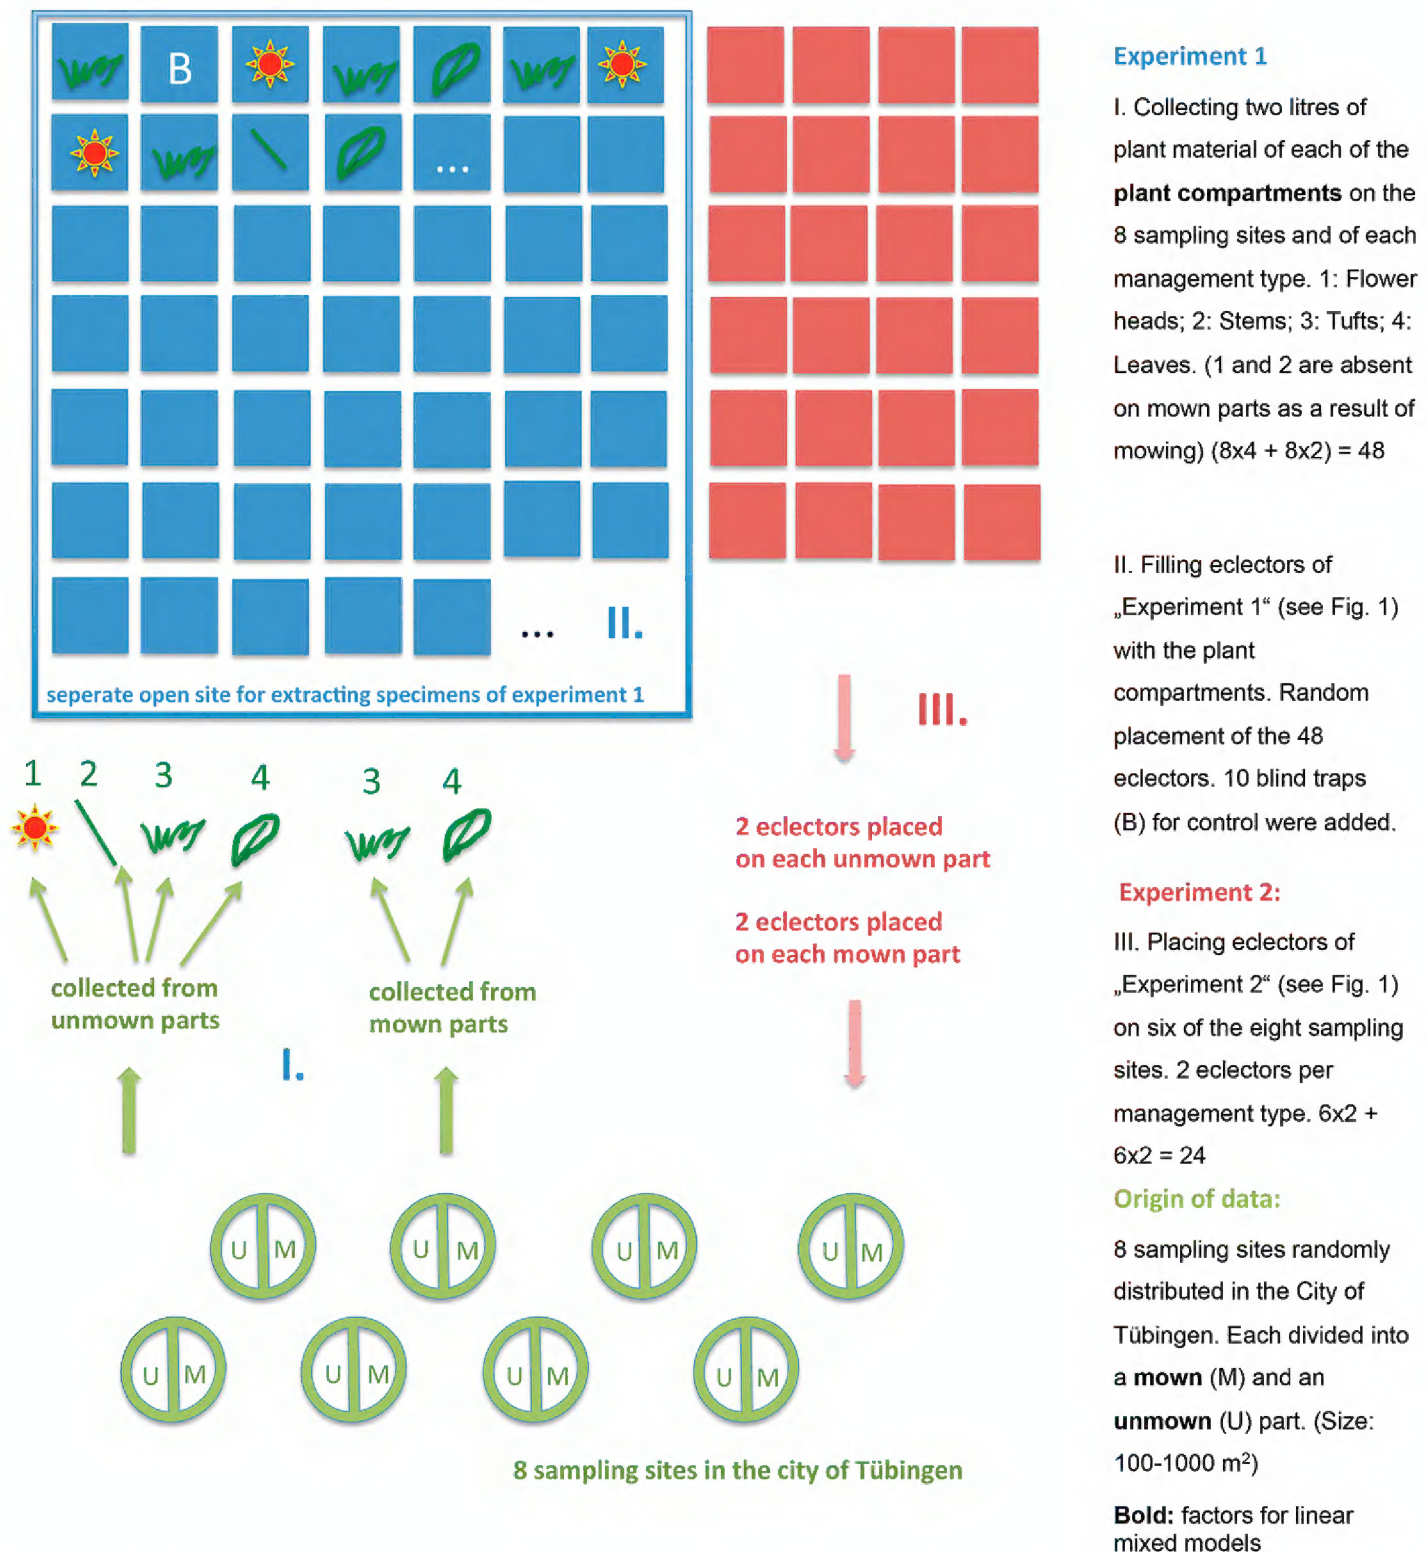 B
...
... II.
seperate open site for extracting specimens of experiment 1
III.
1 2 3 4 3 4
2 eclectors placed
on each unmown part
2 eclectors placed
on each mown part
collected from
unmown parts
collected from
mown parts
I.
U M U M U M U M
U M U M U M U M
8 sampling sites in the city of Tübingen
Experiment 1
I. Collecting two litres of
plant material of each of the
plant compartments on the
8 sampling sites and of each
management type. 1: Flower
heads; 2: Stems; 3: Tufts; 4:
Leaves. (1 and 2 are absent
on mown parts as a result of
mowing) (8x4 + 8x2) = 48
II. Filling eclectors of
„Experiment 1“ (see Fig. 1)
with the plant
compartments. Random
placement of the 48
eclectors. 10 blind traps
(B) for control were added.
Experiment 2:
III. Placing eclectors of
„Experiment 2“ (see Fig. 1)
on six of the eight sampling
sites. 2 eclectors per
management type. 6x2 +
6x2 = 24
Origin of data:
8 sampling sites randomly
distributed in the City of
Tübingen. Each divided into
a mown (M) and an
unmown (U) part. (Size:
100-1000 m²)
Bold: factors for linear
mixed models